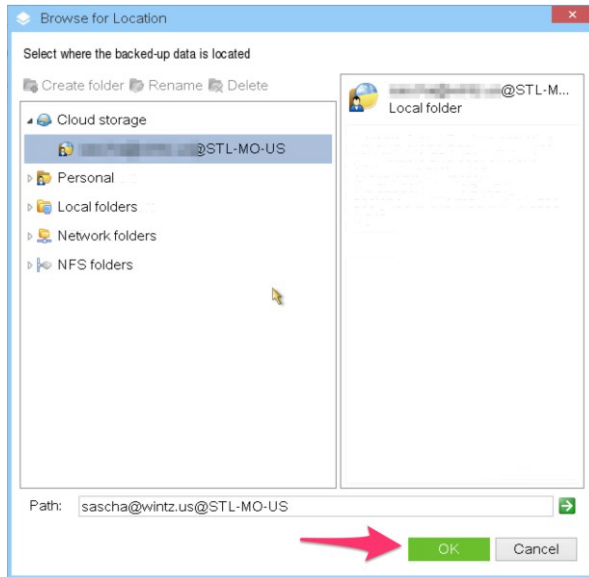 Browse for Location
Select where the backed-up data is located
Create folder Rename Delete
Cloud storage
@STL-MO-US
Personal
Local folders
Network folders
NFS folders
@STL-M...
Local folder
Path: sascha@wintz.us@STL-MO-US
OK Cancel